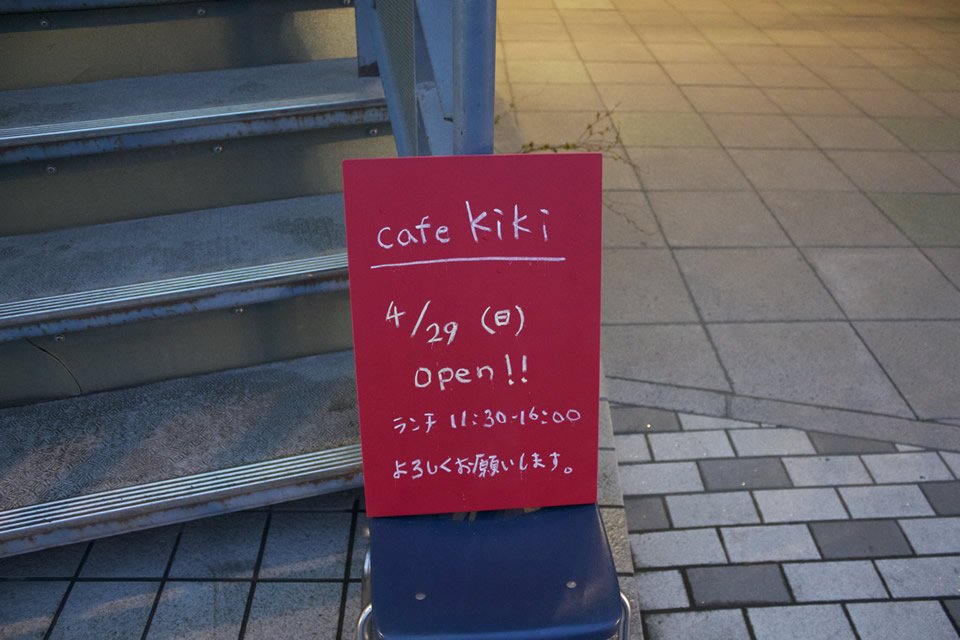 cafe kiki
4/29 (日)
open!!
ランチ 11:30-16:00
よろしくお願いします。